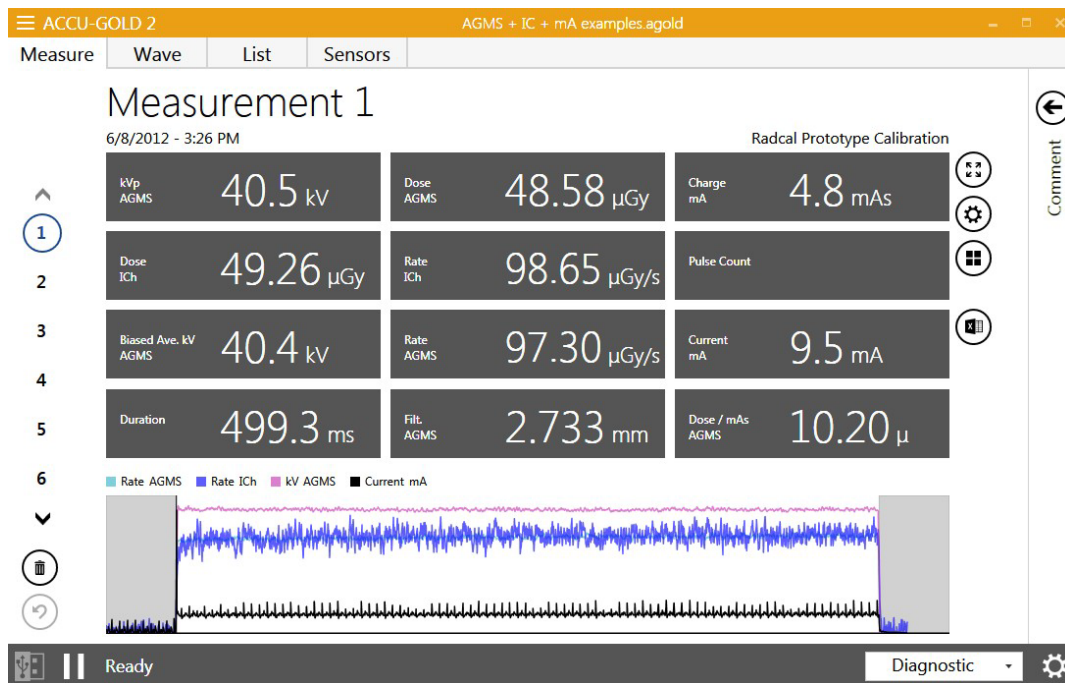 ACCU-GOLD 2
AGMS + IC + mA examples.agold
Measure Wave List Sensors
Measurement 1
6/8/2012 - 3:26 PM
Radcal Prototype Calibration
kVp AGMS 40.5 kV
Dose AGMS 48.58 µGy
Charge mA 4.8 mAs
Dose ICh 49.26 µGy
Rate ICh 98.65 µGy/s
Pulse Count
Biased Ave. kV AGMS 40.4 kV
Rate AGMS 97.30 µGy/s
Current mA 9.5 mA
Duration 499.3 ms
Filt. AGMS 2.733 mm
Dose / mAs AGMS 10.20 µ
Rate AGMS Rate ICh kV AGMS Current mA
1
2
3
4
5
6
Comment
Ready
Diagnostic